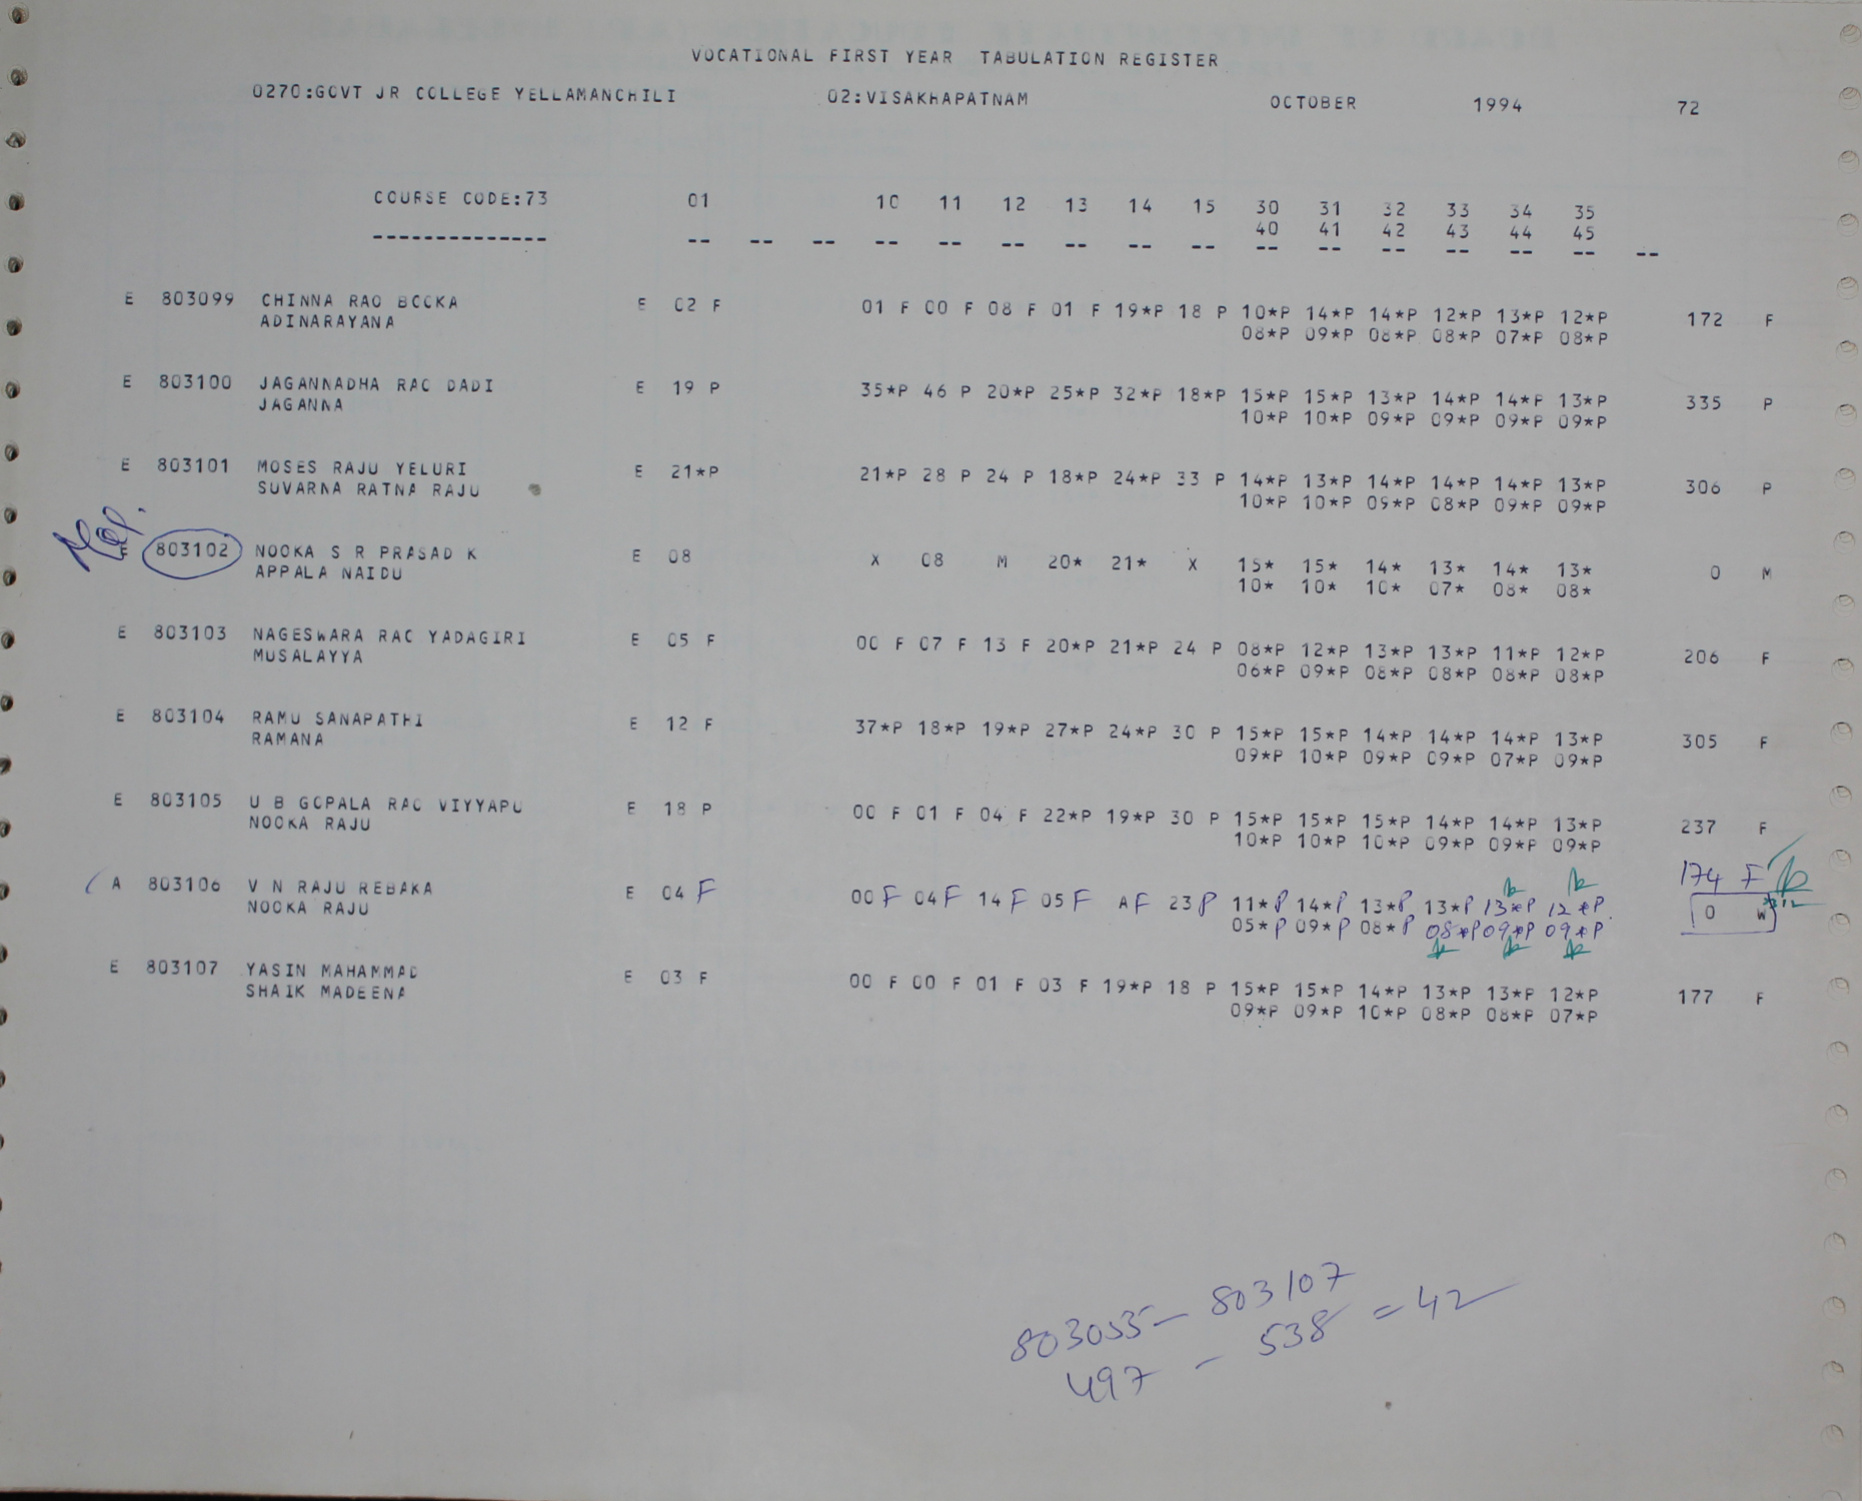 VOCATIONAL FIRST YEAR TABULATION REGISTER
0270:GOVT JR COLLEGE YELLAMANCHILI 02:VISAKHAPATNAM OCTOBER 1994 72
COURSE CODE:73 01 10 11 12 13 14 15 30 31 32 33 34 35
40 41 42 43 44 45
-------------- -- -- -- -- -- -- -- -- -- -- -- -- -- -- -- --
E 803099 CHINNA RAO BOOKA E 02 F 01 F 00 F 08 F 01 F 19*P 18 P 10*P 14*P 14*P 12*P 13*P 12*P 172 F
ADINARAYANA 08*P 09*P 08*P 08*P 07*P 08*P
E 803100 JAGANNADHA RAO DADI E 19 P 35*P 46 P 20*P 25*P 32*P 18*P 15*P 15*P 13*P 14*P 14*P 13*P 335 P
JAGANNA 10*P 10*P 09*P 09*P 09*P 09*P
E 803101 MOSES RAJU YELURI E 21*P 21*P 28 P 24 P 18*P 24*P 33 P 14*P 13*P 14*P 14*P 14*P 13*P 306 P
SUVARNA RATNA RAJU 10*P 10*P 09*P 08*P 09*P 09*P
803102 NOOKA S R PRASAD K E 08 X 08 M 20* 21* X 15* 15* 14* 13* 14* 13* 0 M
APPALA NAIDU 10* 10* 10* 07* 08* 08*
E 803103 NAGESWARA RAO YADAGIRI E 05 F 00 F 07 F 13 F 20*P 21*P 24 P 08*P 12*P 13*P 13*P 11*P 12*P 206 F
MUSALAYYA 06*P 09*P 08*P 08*P 08*P 08*P
E 803104 RAMU SANAPATHI E 12 F 37*P 18*P 19*P 27*P 24*P 30 P 15*P 15*P 14*P 14*P 14*P 13*P 305 F
RAMANA 09*P 10*P 09*P 09*P 07*P 09*P
E 803105 U B GOPALA RAO VIYYAPU E 18 P 00 F 01 F 04 F 22*P 19*P 30 P 15*P 15*P 15*P 14*P 14*P 13*P 237 F
NOOKA RAJU 10*P 10*P 10*P 09*P 09*P 09*P
174 F
A 803106 V N RAJU REBAKA E 04 F 00 F 04 F 14 F 05 F A F 23 P 11*P 14*P 13*P 13*P 13*P 12*P 0 W
NOOKA RAJU 05*P 09*P 08*P 08*P 09*P 09*P
E 803107 YASIN MAHAMMAD E 03 F 00 F 00 F 01 F 03 F 19*P 18 P 15*P 15*P 14*P 13*P 13*P 12*P 177 F
SHAIK MADEENA 09*P 09*P 10*P 08*P 08*P 07*P
803055 - 803107
497 - 538 = 42